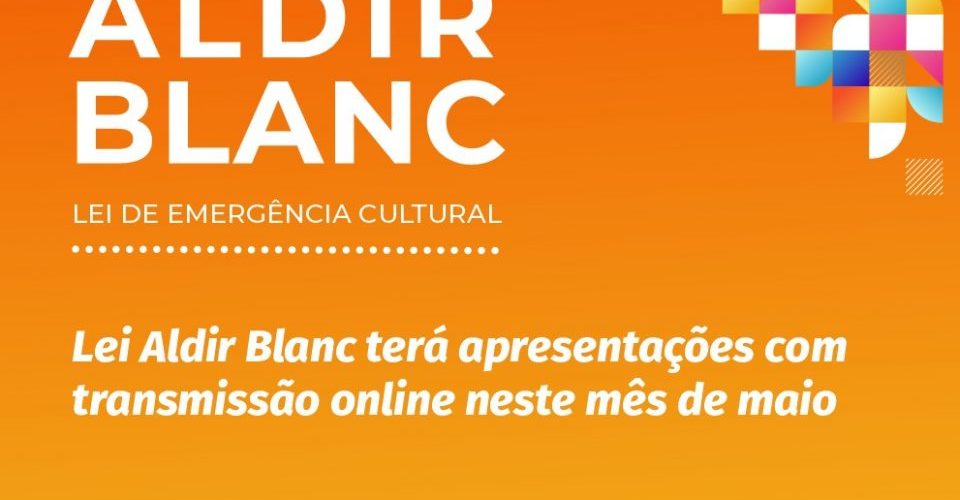 ALDIR
BLANC
LEI DE EMERGÊNCIA CULTURAL
Lei Aldir Blanc terá apresentações com
transmissão online neste mês de maio